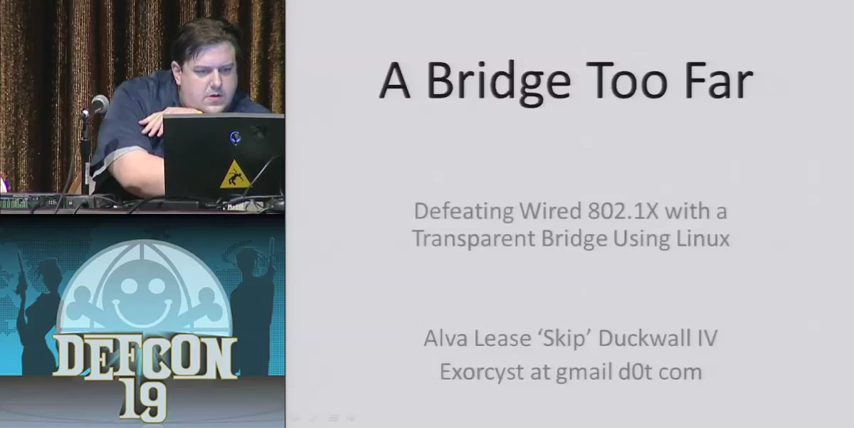 A Bridge Too Far
Defeating Wired 802.1X with a
Transparent Bridge Using Linux
Alva Lease ‘Skip’ Duckwall IV
Exorcyst at gmail d0t com
DEFCON
19